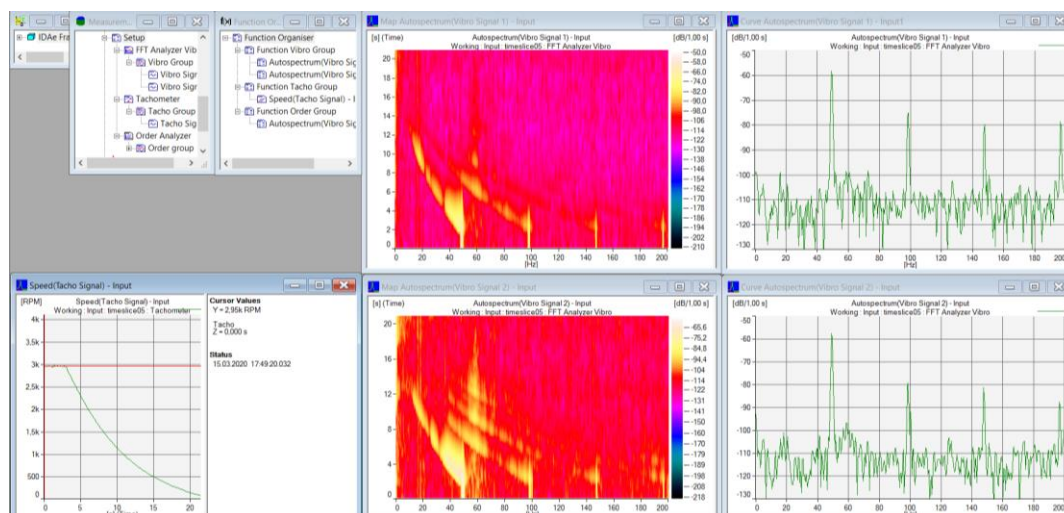 Measuremen...
Function Or...
IDAe Fra
Setup
FFT Analyzer Vib
Vibro Group
Vibro Sign
Vibro Sign
Tachometer
Tacho Group
Tacho Sig
Order Analyzer
Order group
Function Organiser
Function Vibro Group
Autospectrum(Vibro Sig
Autospectrum(Vibro Sig
Function Tacho Group
Speed(Tacho Signal) - I
Function Order Group
Autospectrum(Vibro Sig
Map Autospectrum(Vibro Signal 1) - Input
[s] (Time) Autospectrum(Vibro Signal 1) - Input [dB/1,00 s]
Working : Input : timeslice05 : FFT Analyzer Vibro
20
18
16
14
12
10
8
6
4
2
0
0 20 40 60 80 100 120 140 160 180 200
[Hz]
-50,0
-60,0
-74,0
-82,0
-90,0
-98,0
-106
-114
-122
-130
-138
-146
-154
-162
-170
-178
-186
-194
-202
-210
Curve Autospectrum(Vibro Signal 1) - Input1
[dB/1,00 s] Autospectrum(Vibro Signal 1) - Input
Working : Input : timeslice05 : FFT Analyzer Vibro
-50
-60
-70
-80
-90
-100
-110
-120
-130
0 40 80 120 160 200
[Hz]
Speed(Tacho Signal) - Input
[RPM] Speed(Tacho Signal) - Input
Working : Input : timeslice05 : Tachometer
4k
3,5k
3k
2,5k
2k
1,5k
1k
500
0
0 5 10 15 20
Cursor Values
Y = 2,95k RPM
Tacho
Z = 0,000 s
Status
15.03.2020 17:49:20.032
Map Autospectrum(Vibro Signal 2) - Input
[s] (Time) Autospectrum(Vibro Signal 2) - Input [dB/1,00 s]
Working : Input : timeslice05 : FFT Analyzer Vibro
20
16
12
8
4
0
0 20 40 60 80 100 120 140 160 180 200
[Hz]
-65,6
-74,8
-84,8
-94,4
-103
-112
-122
-131
-141
-151
-160
-170
-179
-189
-198
-208
-218
Curve Autospectrum(Vibro Signal 2) - Input
[dB/1,00 s] Autospectrum(Vibro Signal 2) - Input
Working : Input : timeslice05 : FFT Analyzer Vibro
-50
-60
-70
-80
-90
-100
-110
-120
-130
0 20 40 60 80 100 120 140 160 180 200
[Hz]